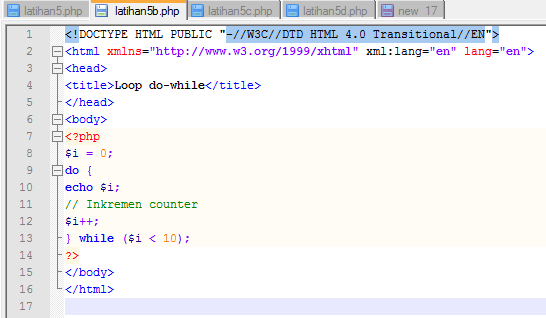 latihan5.php latihan5b.php latihan5c.php latihan5d.php new 17
1 <!DOCTYPE HTML PUBLIC "-//W3C//DTD HTML 4.0 Transitional//EN">
2 <html xmlns="http://www.w3.org/1999/xhtml" xml:lang="en" lang="en">
3 <head>
4 <title>Loop do-while</title>
5 </head>
6 <body>
7 <?php
8 $i = 0;
9 do {
10 echo $i;
11 // Inkremen counter
12 $i++;
13 } while ($i < 10);
14 ?>
15 </body>
16 </html>
17